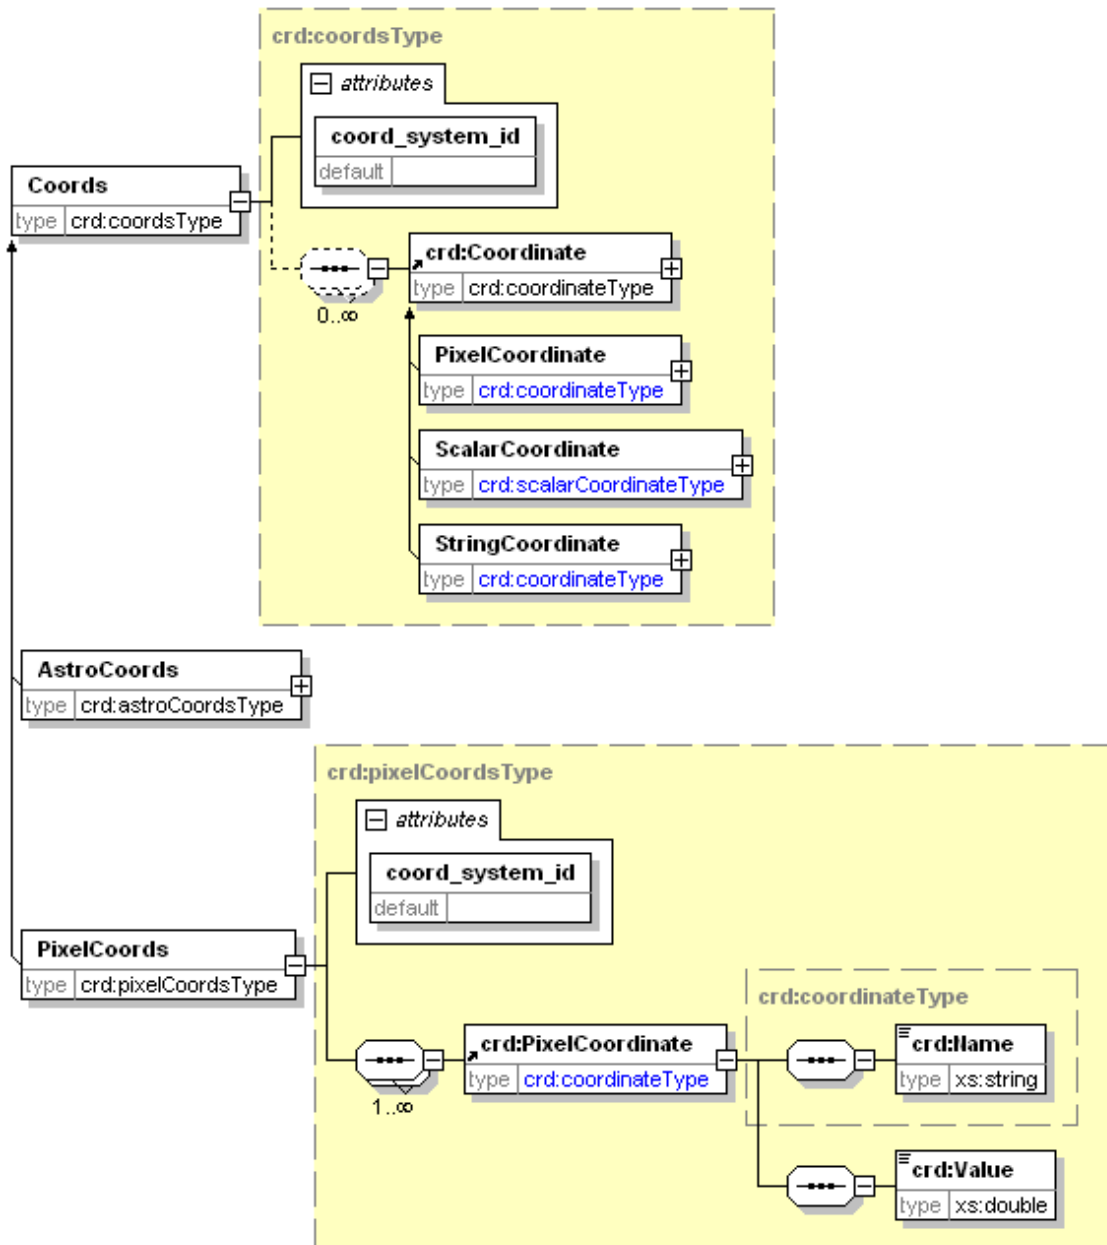 crd:coordsType
attributes
coord_system_id
default
Coords
type crd:coordsType
crd:Coordinate
type crd:coordinateType
0..∞
PixelCoordinate
type crd:coordinateType
ScalarCoordinate
type crd:scalarCoordinateType
StringCoordinate
type crd:coordinateType
AstroCoords
type crd:astroCoordsType
crd:pixelCoordsType
attributes
coord_system_id
default
PixelCoords
type crd:pixelCoordsType
crd:coordinateType
crd:PixelCoordinate
type crd:coordinateType
1..∞
crd:Name
type xs:string
crd:Value
type xs:double